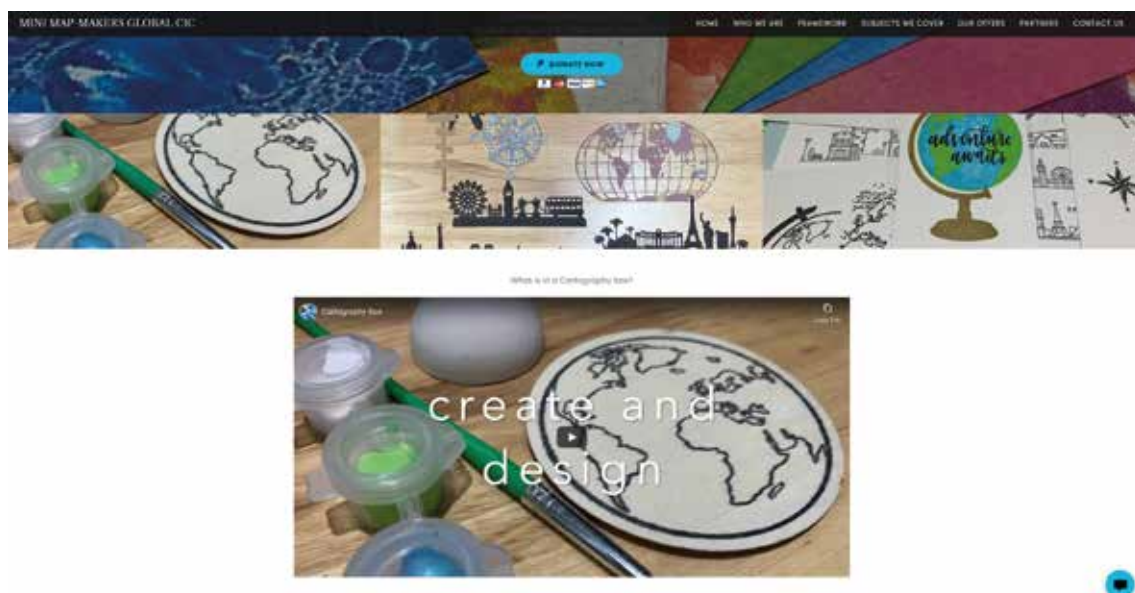 MINI MAP-MAKERS GLOBAL CIC
HOME WHO WE ARE FRAMEWORK SUBJECTS WE COVER OUR OFFERS PARTNERS CONTACT US
DONATE NOW
adventure
awaits
What is in a Cartography box?
Cartography Box
create and
design